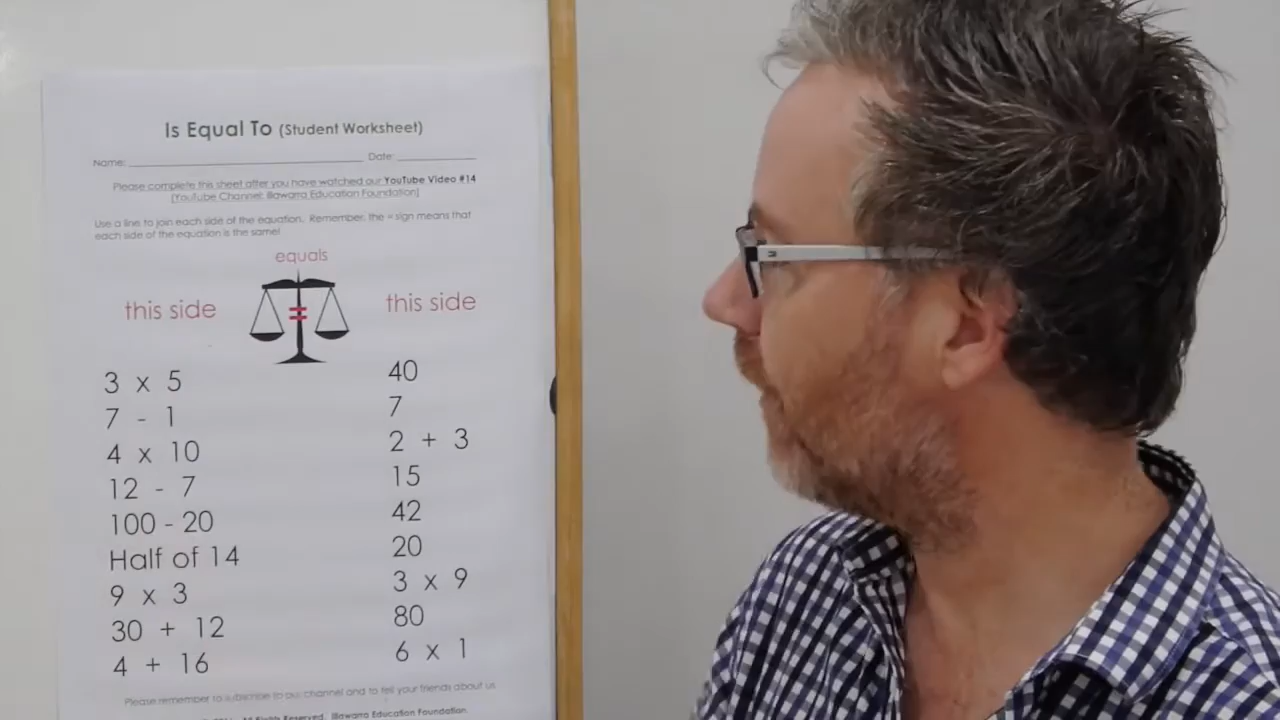 Is Equal To (Student Worksheet)
Name: Date:
Please complete this sheet after you have watched our YouTube Video #14
(YouTube Channel: Illawarra Education Foundation)
Use a line to join each side of the equation. Remember, the = sign means that
each side of the equation is the same!
equals
this side this side
=
3 x 5 40
7 - 1 7
4 x 10 2 + 3
12 - 7 15
100 - 20 42
Half of 14 20
9 x 3 3 x 9
30 + 12 80
4 + 16 6 x 1
Please remember to subscribe to our channel and to tell your friends about us
All Rights Reserved. Illawarra Education Foundation.